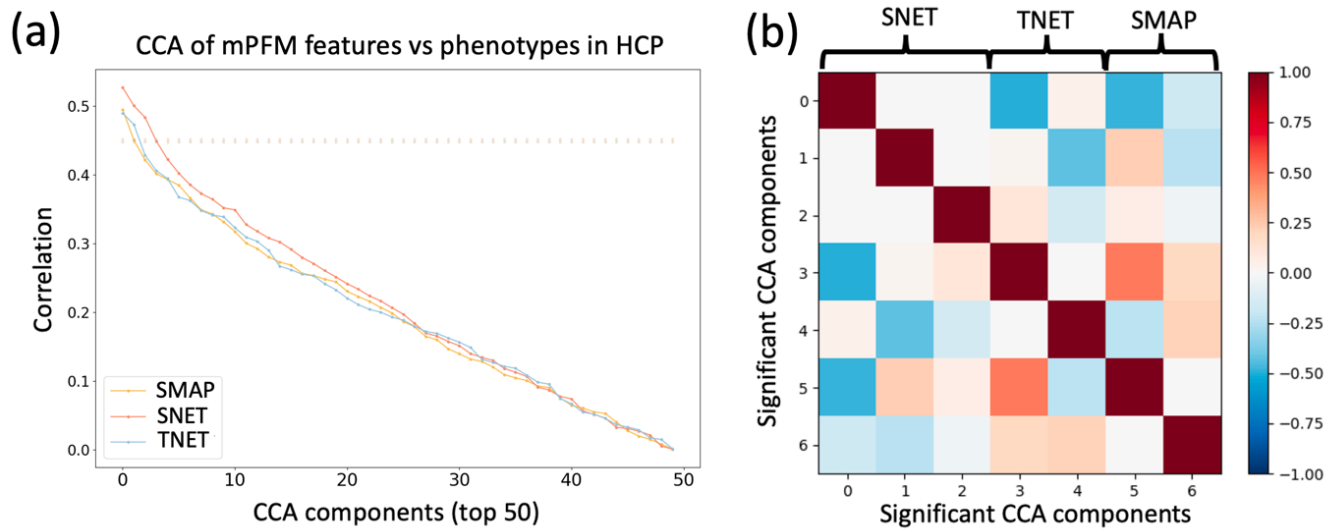 (a)
CCA of mPFM features vs phenotypes in HCP
0.5
0.4
0.3
0.2
0.1
0.0
Correlation
SMAP
SNET
TNET
0 10 20 30 40 50
CCA components (top 50)
(b)
SNET TNET SMAP
0
1
2
3
4
5
6
Significant CCA components
0 1 2 3 4 5 6
Significant CCA components
1.00
0.75
0.50
0.25
0.00
−0.25
−0.50
−0.75
−1.00